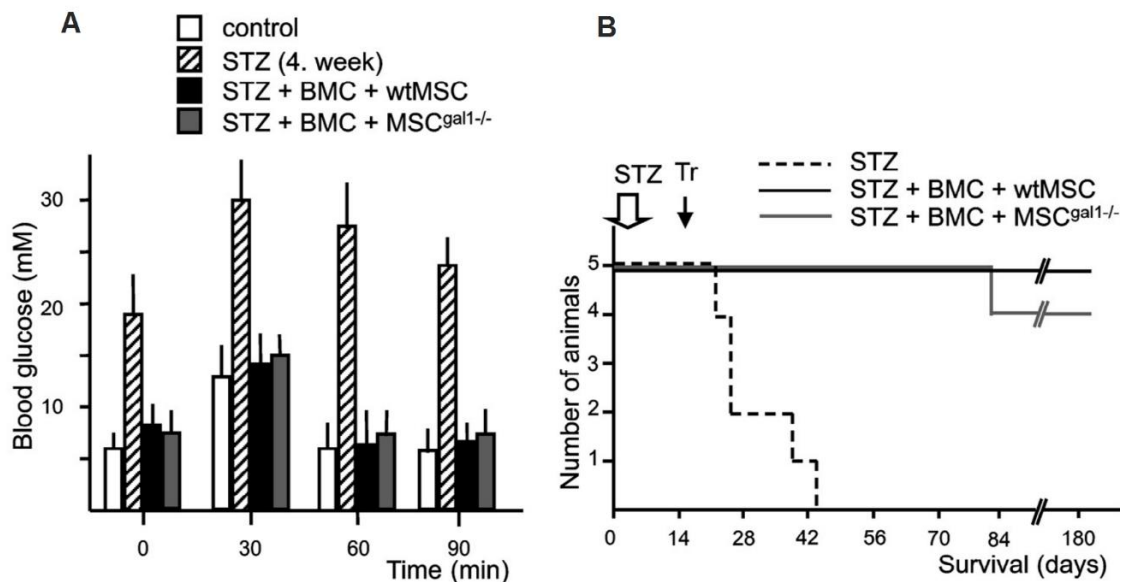 A
control
STZ (4. week)
STZ + BMC + wtMSC
STZ + BMC + MSCgal1-/-
Blood glucose (mM)
30
20
10
0 30 60 90
Time (min)
B
STZ Tr
STZ
STZ + BMC + wtMSC
STZ + BMC + MSCgal1-/-
Number of animals
5
4
3
2
1
0 14 28 42 56 70 84 180
Survival (days)